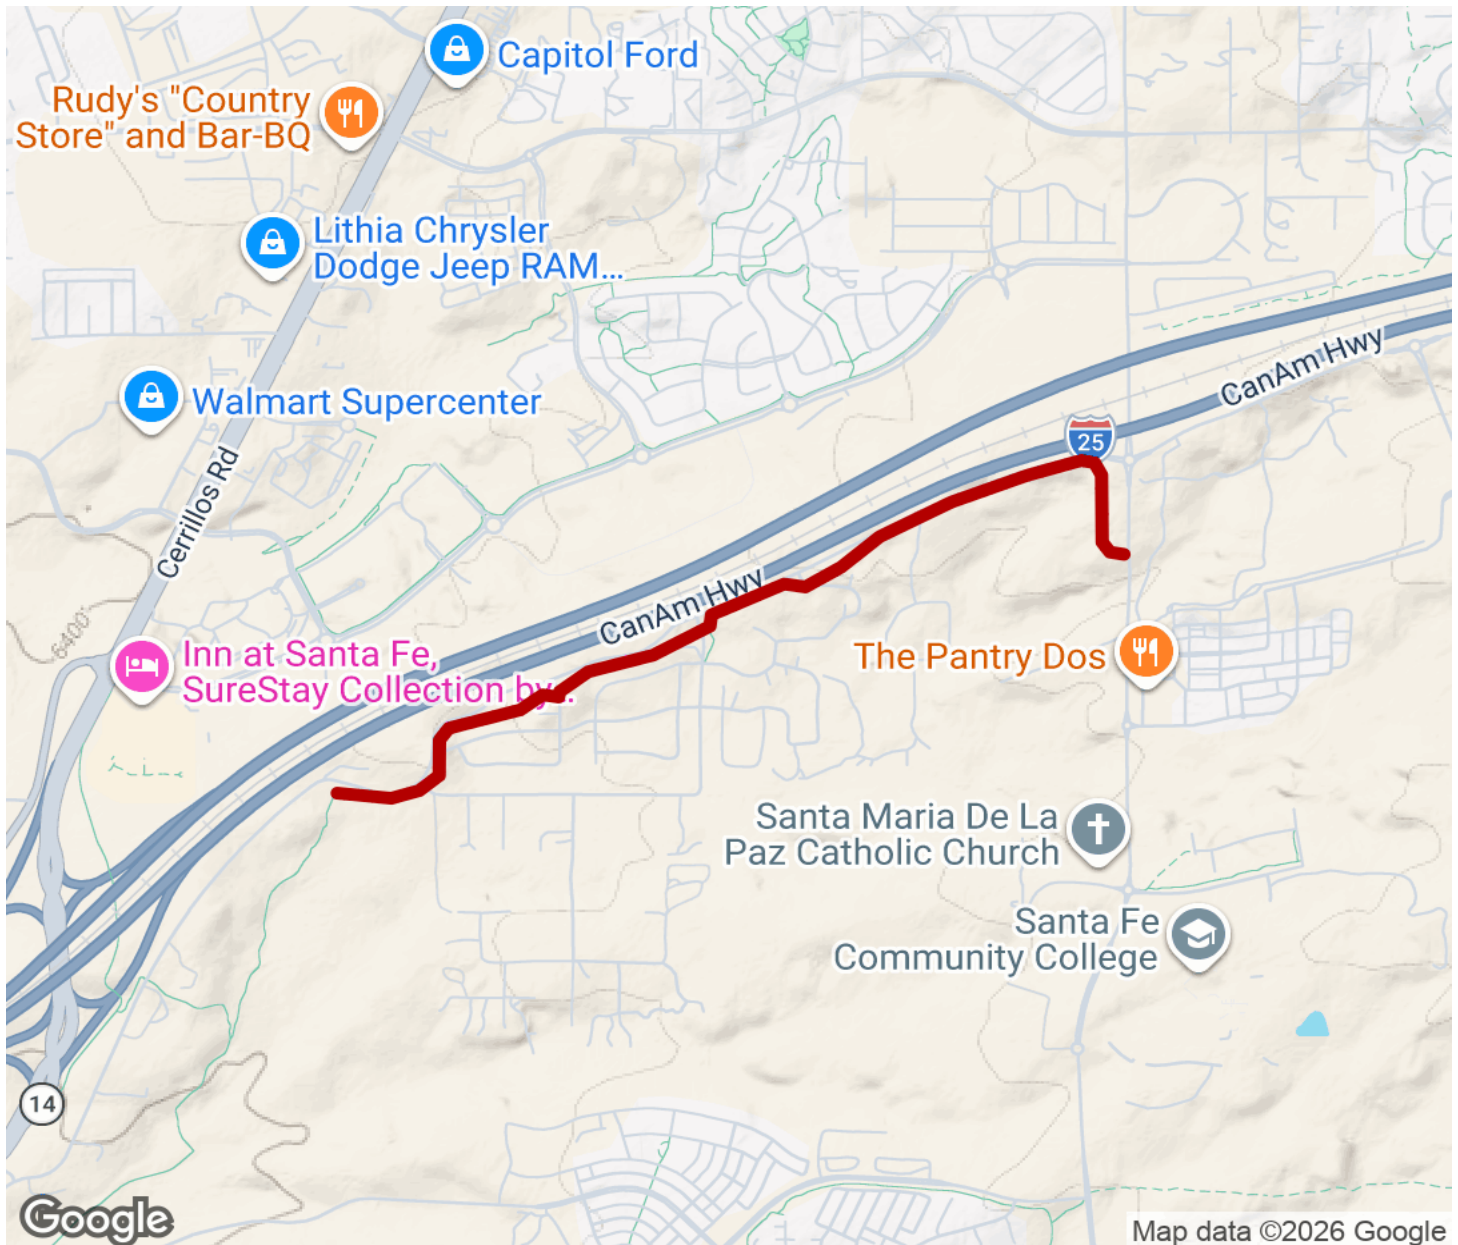 Capitol Ford
Rudy's "Country
Store" and Bar-BQ
Lithia Chrysler
Dodge Jeep RAM...
CanAm Hwy
Walmart Supercenter
25
Cerrillos Rd
CanAm Hwy
6400'
Inn at Santa Fe,
SureStay Collection by...
The Pantry Dos
Santa Maria De La
Paz Catholic Church
Santa Fe
Community College
14
Google
Map data ©2026 Google